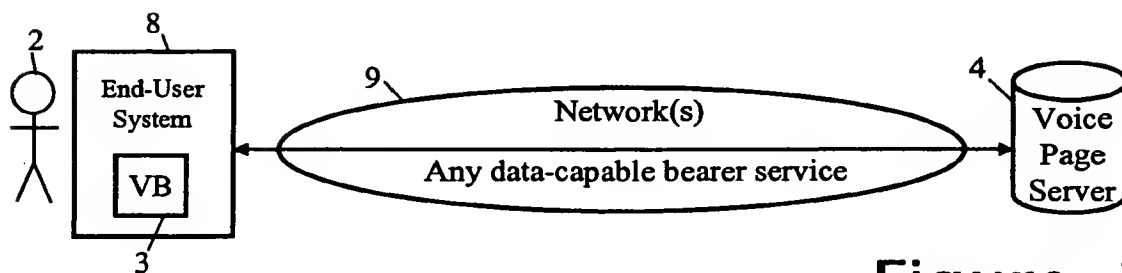 2
8
End-User
System
VB
3
9
Network(s)
Any data-capable bearer service
4
Voice
Page
Server